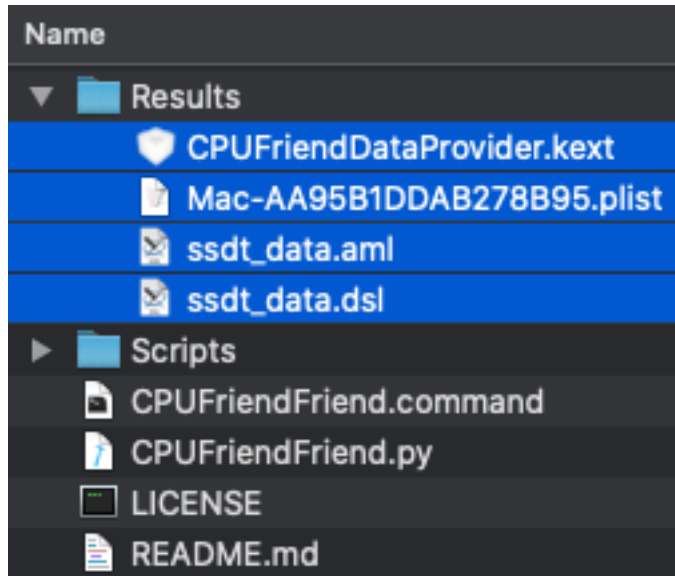 Name
Results
CPUFriendDataProvider.kext
Mac-AA95B1DDAB278B95.plist
ssdt_data.aml
ssdt_data.dsl
Scripts
CPUFriendFriend.command
CPUFriendFriend.py
LICENSE
README.md